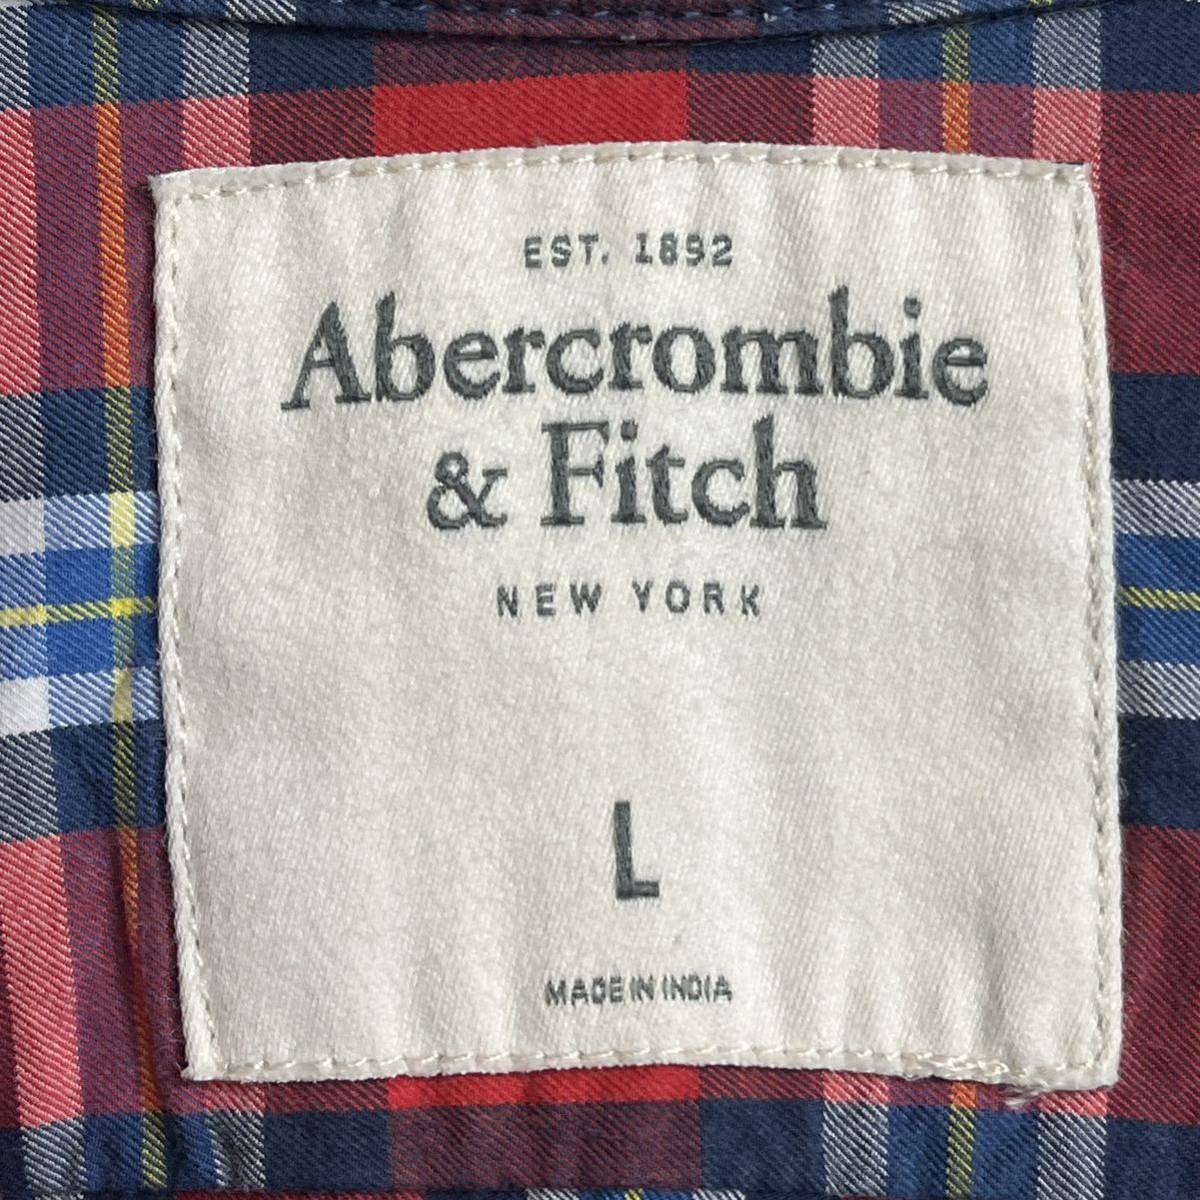 EST. 1892
Abercrombie
& Fitch
NEW YORK
L
MADE IN INDIA